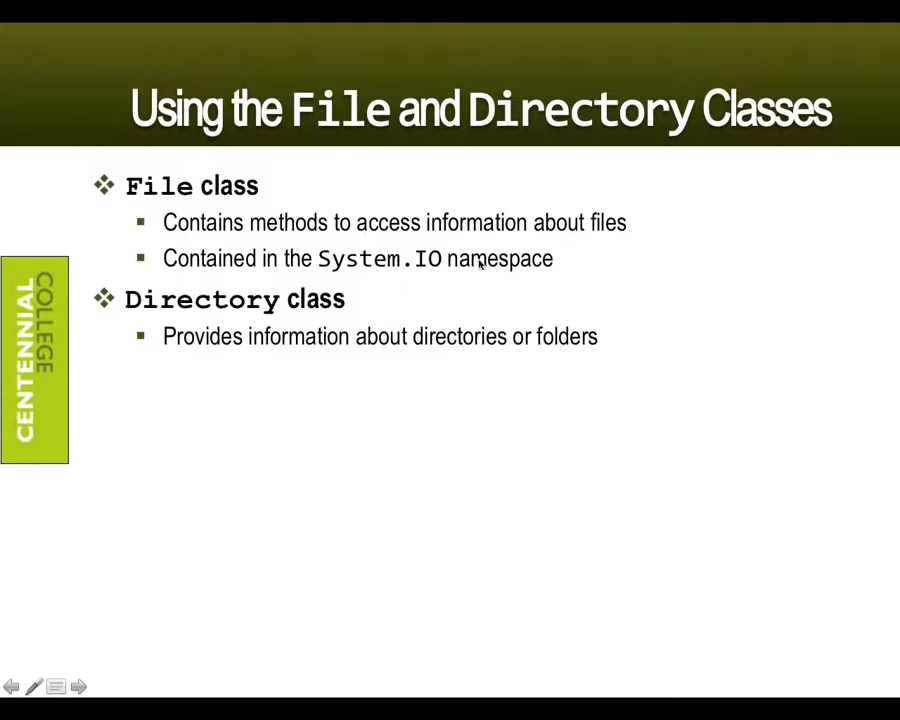 Using the File and Directory Classes
File class
Contains methods to access information about files
Contained in the System.IO namespace
Directory class
Provides information about directories or folders
CENTENNIAL
COLLEGE